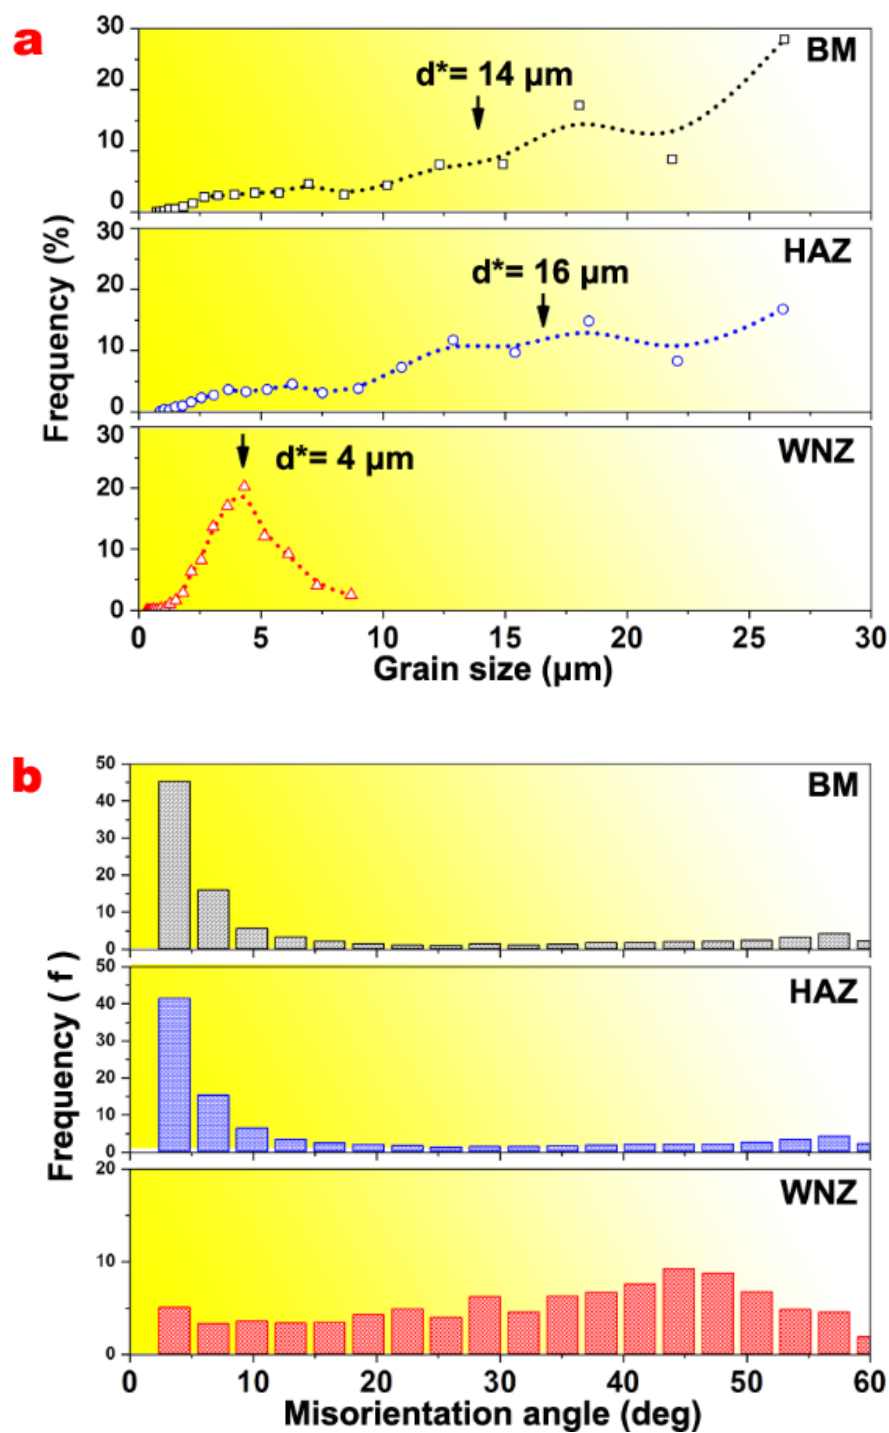 a
BM
d*= 14 µm
30
20
10
0
HAZ
d*= 16 µm
30
20
10
0
WNZ
d*= 4 µm
30
20
10
0
Frequency (%)
0 5 10 15 20 25 30
Grain size (µm)
b
BM
50
40
30
20
10
0
HAZ
50
40
30
20
10
0
WNZ
20
10
0
Frequency ( f )
0 10 20 30 40 50 60
Misorientation angle (deg)